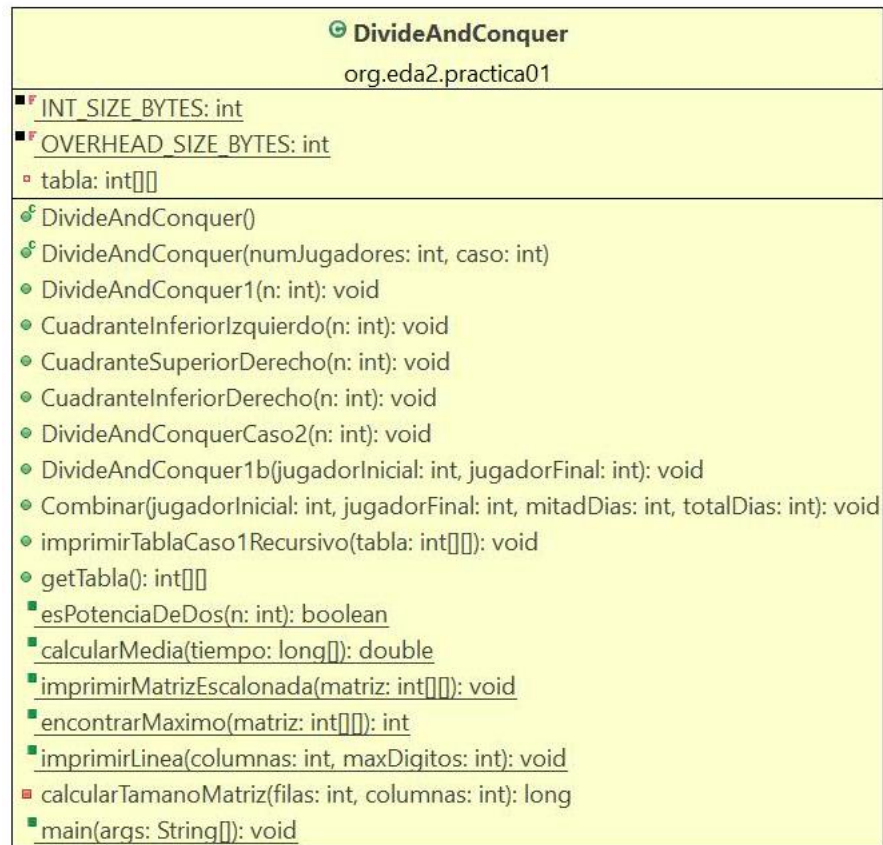 DivideAndConquer
org.eda2.practica01
INT_SIZE_BYTES: int
OVERHEAD_SIZE_BYTES: int
tabla: int[][]
DivideAndConquer()
DivideAndConquer(numJugadores: int, caso: int)
DivideAndConquer1(n: int): void
CuadranteInferiorIzquierdo(n: int): void
CuadranteSuperiorDerecho(n: int): void
CuadranteInferiorDerecho(n: int): void
DivideAndConquerCaso2(n: int): void
DivideAndConquer1b(jugadorInicial: int, jugadorFinal: int): void
Combinar(jugadorInicial: int, jugadorFinal: int, mitadDias: int, totalDias: int): void
imprimirTablaCaso1Recursivo(tabla: int[][]): void
getTabla(): int[][]
esPotenciaDeDos(n: int): boolean
calcularMedia(tiempo: long[]): double
imprimirMatrizEscalonada(matriz: int[][]): void
encontrarMaximo(matriz: int[][]): int
imprimirLinea(columnas: int, maxDigitos: int): void
calcularTamanoMatriz(filas: int, columnas: int): long
main(args: String[]): void